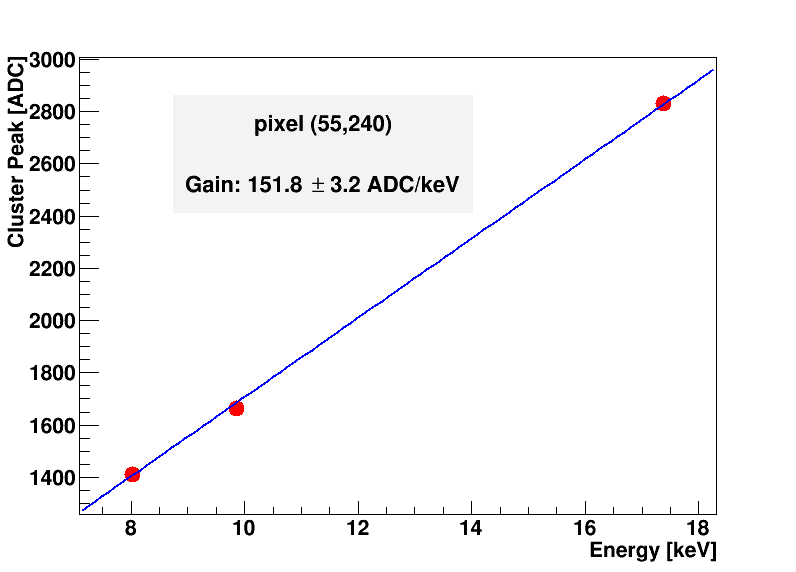 Cluster Peak [ADC]
3000
2800
2600
2400
2200
2000
1800
1600
1400
pixel (55,240)
Gain: 151.8 ± 3.2 ADC/keV
8 10 12 14 16 18
Energy [keV]